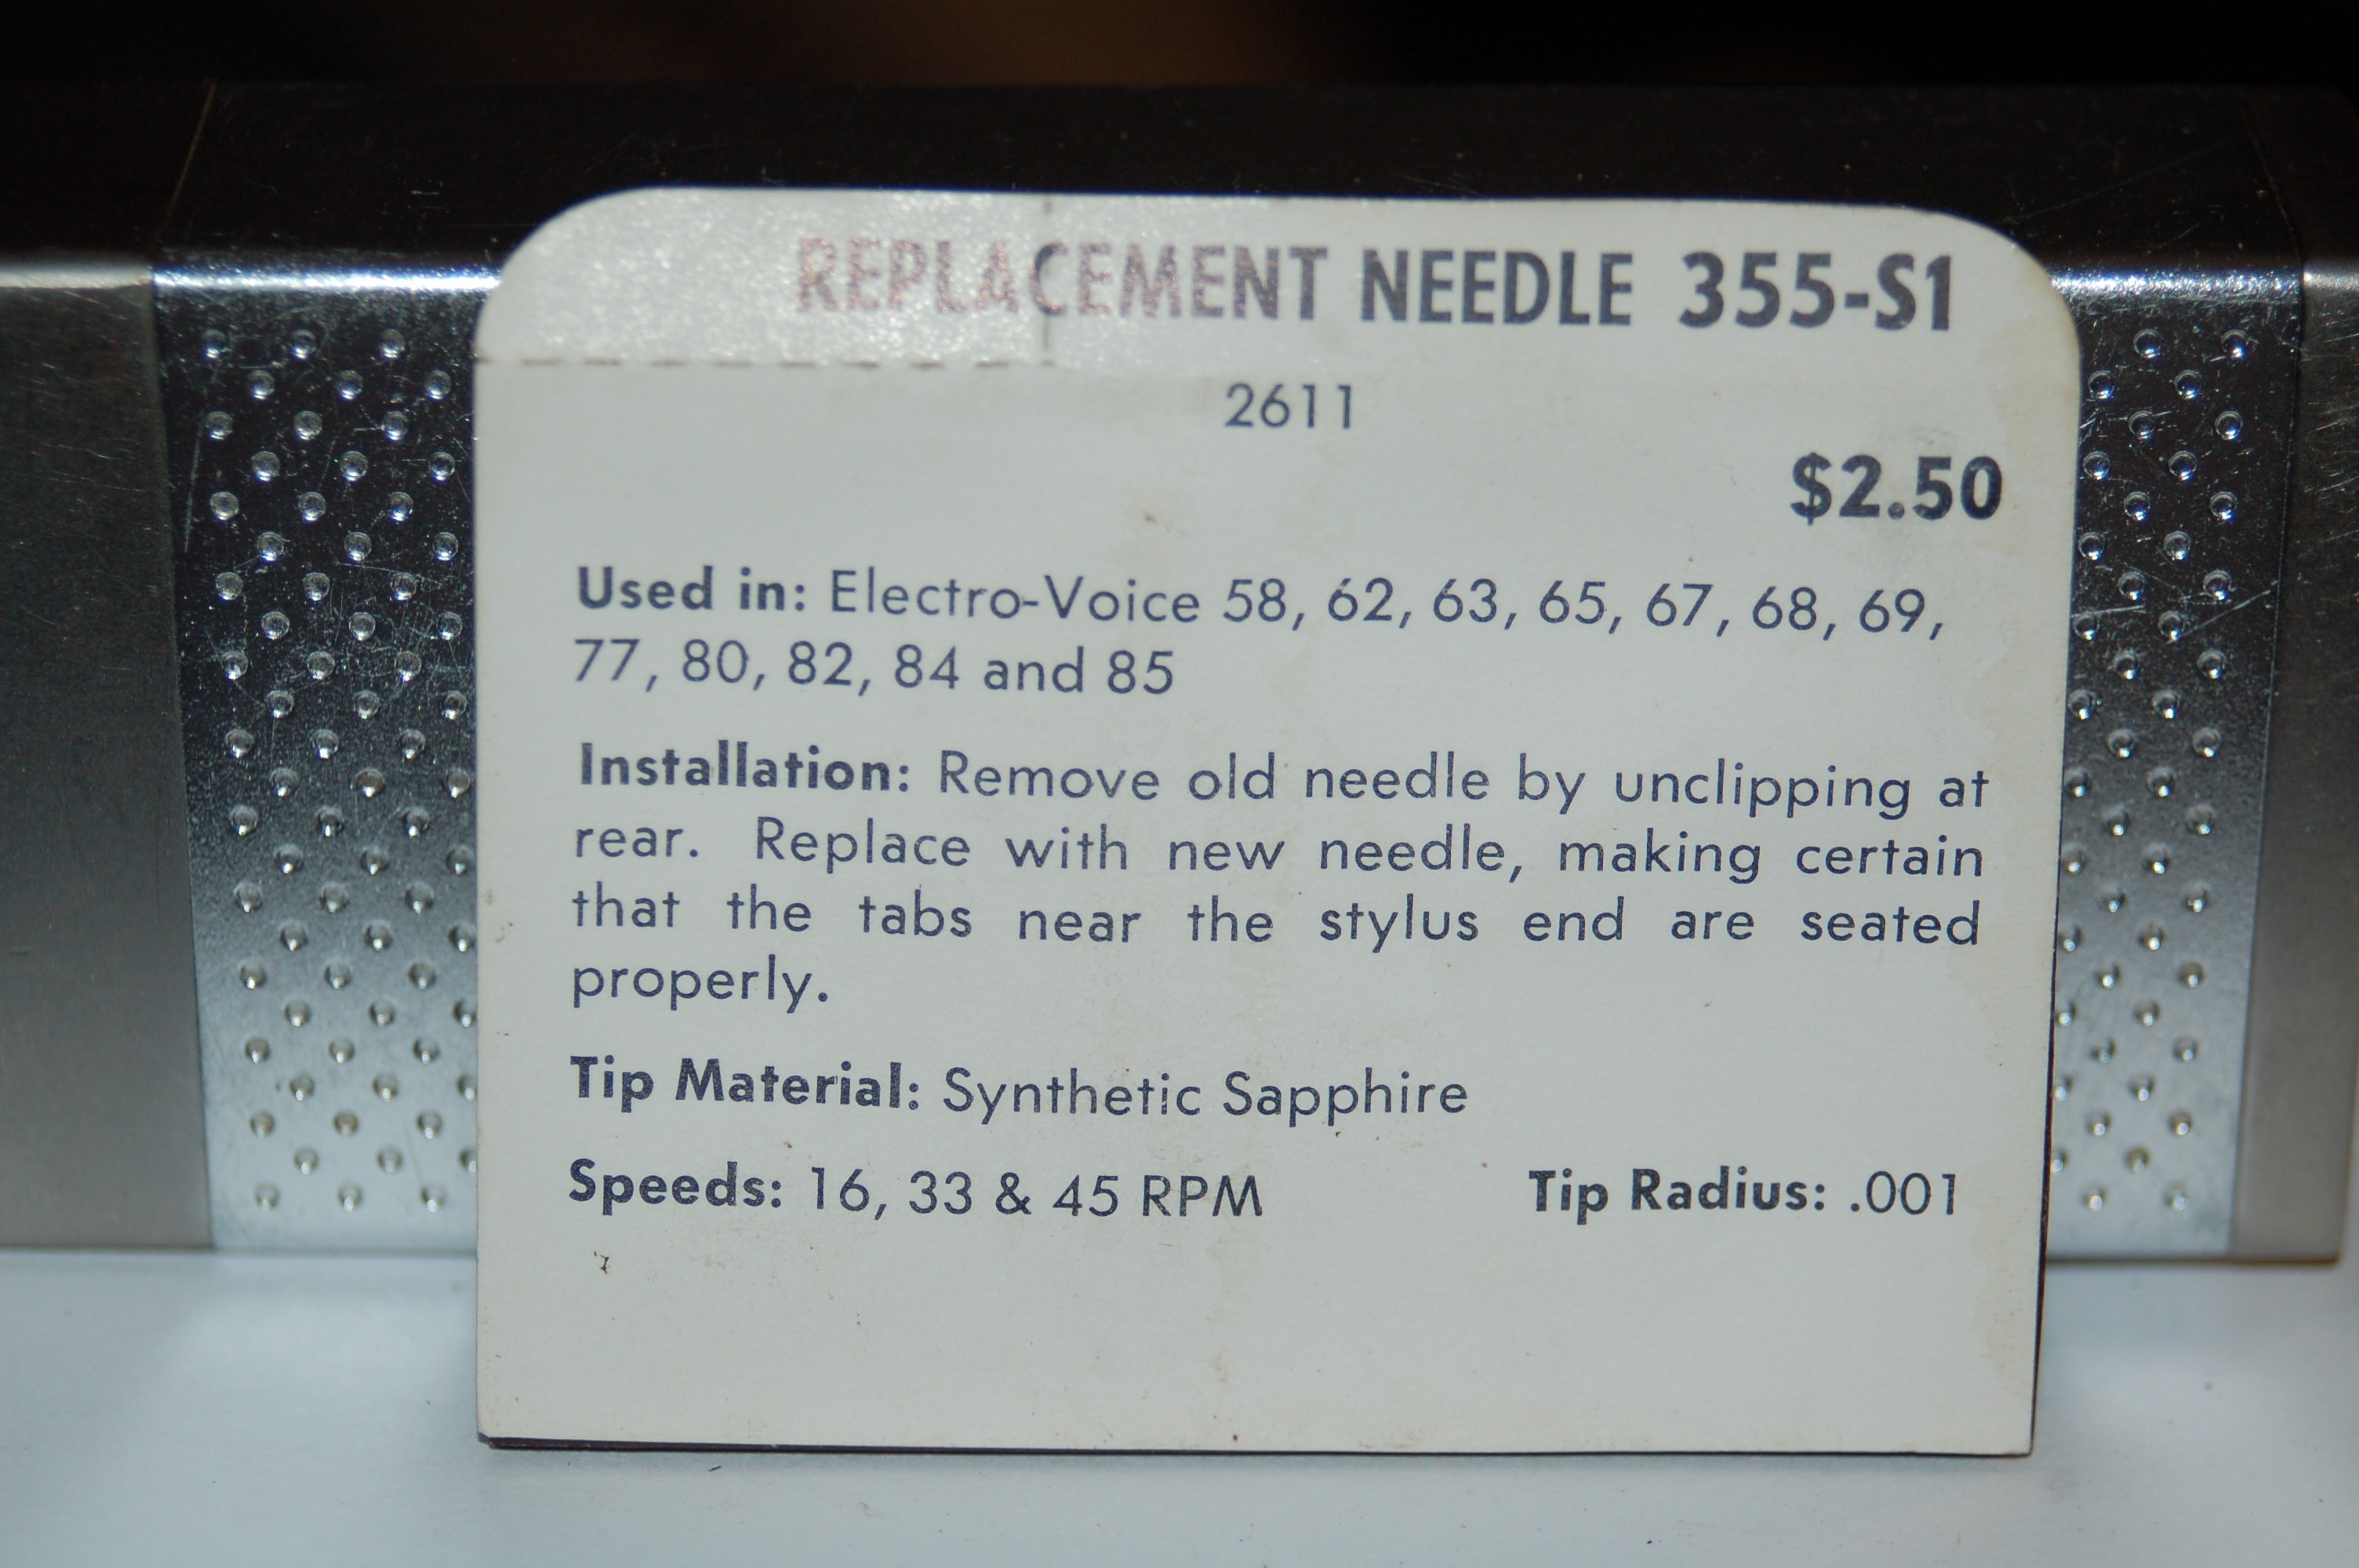 REPLACEMENT NEEDLE 355-S1
2611
$2.50
Used in: Electro-Voice 58, 62, 63, 65, 67, 68, 69,
77, 80, 82, 84 and 85
Installation: Remove old needle by unclipping at
rear. Replace with new needle, making certain
that the tabs near the stylus end are seated
properly.
Tip Material: Synthetic Sapphire
Speeds: 16, 33 & 45 RPM Tip Radius: .001